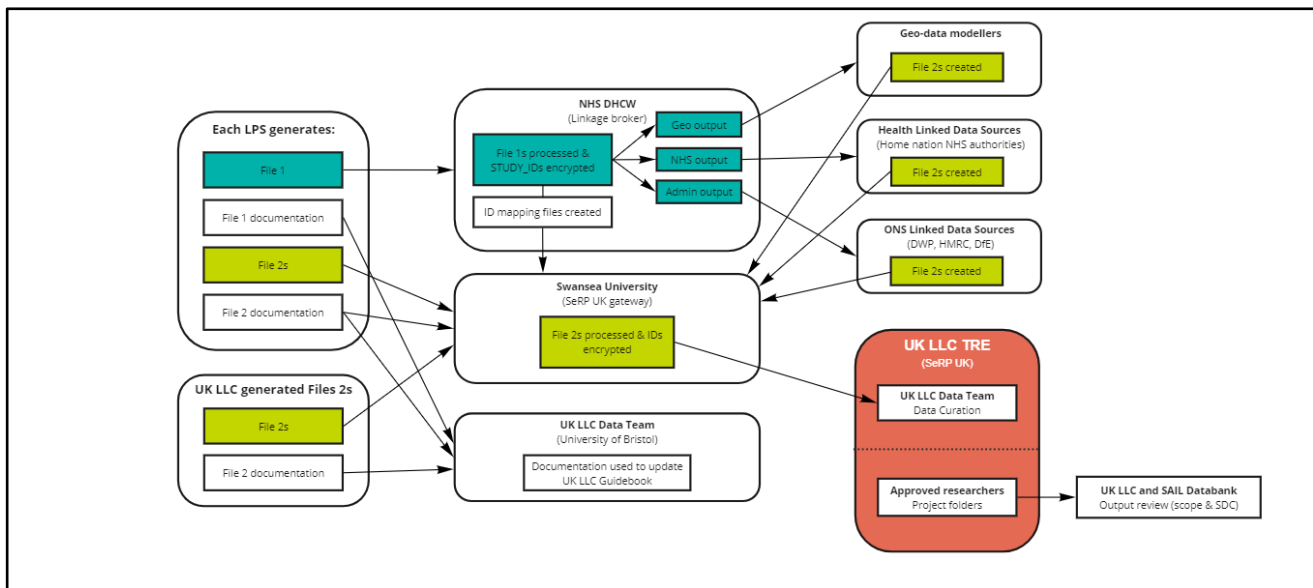 Each LPS generates:
File 1
File 1 documentation
File 2s
File 2 documentation
UK LLC generated Files 2s
File 2s
File 2 documentation
NHS DHCW
(Linkage broker)
File 1s processed &
STUDY_IDs encrypted
ID mapping files created
Geo output
NHS output
Admin output
Swansea University
(SeRP UK gateway)
File 2s processed & IDs
encrypted
UK LLC Data Team
(University of Bristol)
Documentation used to update
UK LLC Guidebook
Geo-data modellers
File 2s created
Health Linked Data Sources
(Home nation NHS authorities)
File 2s created
ONS Linked Data Sources
(DWP, HMRC, DfE)
File 2s created
UK LLC TRE
(SeRP UK)
UK LLC Data Team
Data Curation
Approved researchers
Project folders
UK LLC and SAIL Databank
Output review (scope & SDC)